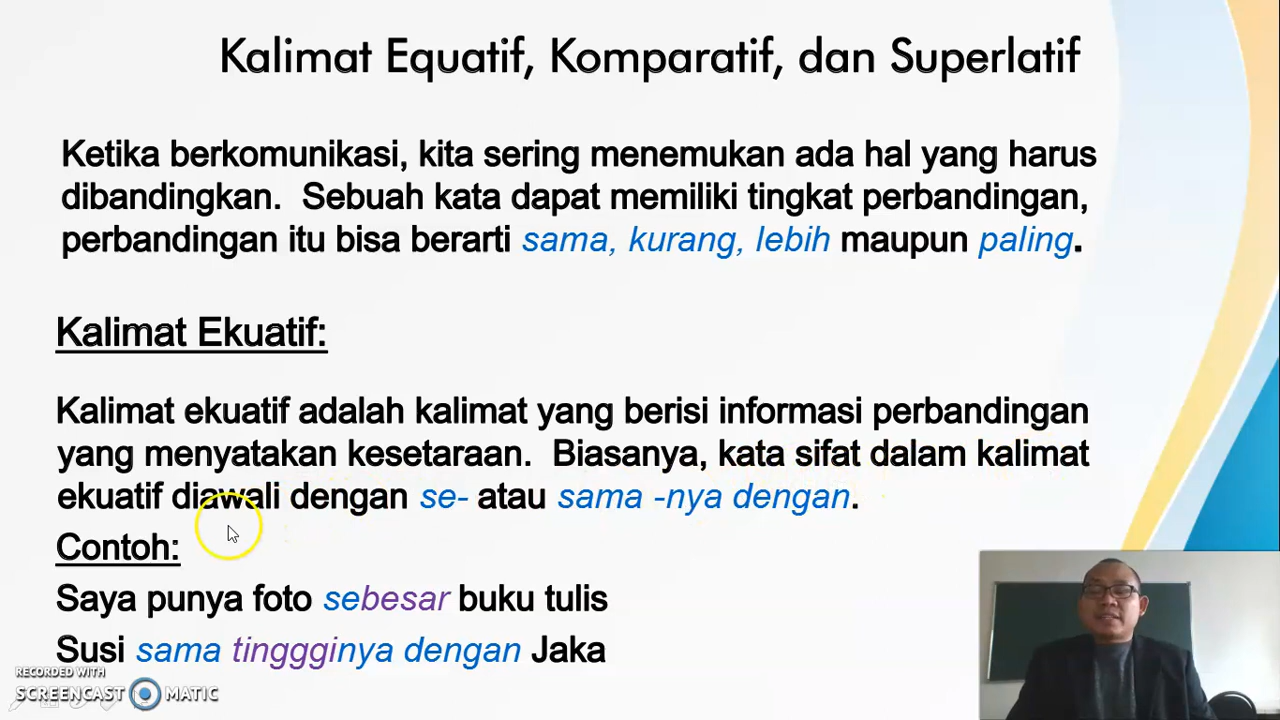 Kalimat Equatif, Komparatif, dan Superlatif
Ketika berkomunikasi, kita sering menemukan ada hal yang harus
dibandingkan. Sebuah kata dapat memiliki tingkat perbandingan,
perbandingan itu bisa berarti sama, kurang, lebih maupun paling.
Kalimat Ekuatif:
Kalimat ekuatif adalah kalimat yang berisi informasi perbandingan
yang menyatakan kesetaraan. Biasanya, kata sifat dalam kalimat
ekuatif diawali dengan se- atau sama -nya dengan.
Contoh:
Saya punya foto sebesar buku tulis
Susi sama tinggginya dengan Jaka
RECORDED WITH
SCREENCAST MATIC